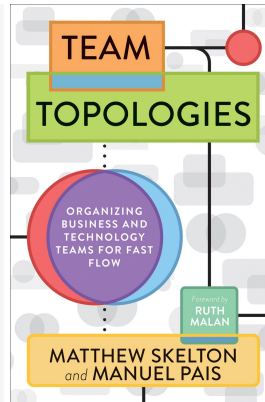 TEAM
TOPOLOGIES
ORGANIZING
BUSINESS AND
TECHNOLOGY
TEAMS FOR FAST
FLOW
Foreword by
RUTH
MALAN
MATTHEW SKELTON
and MANUEL PAIS